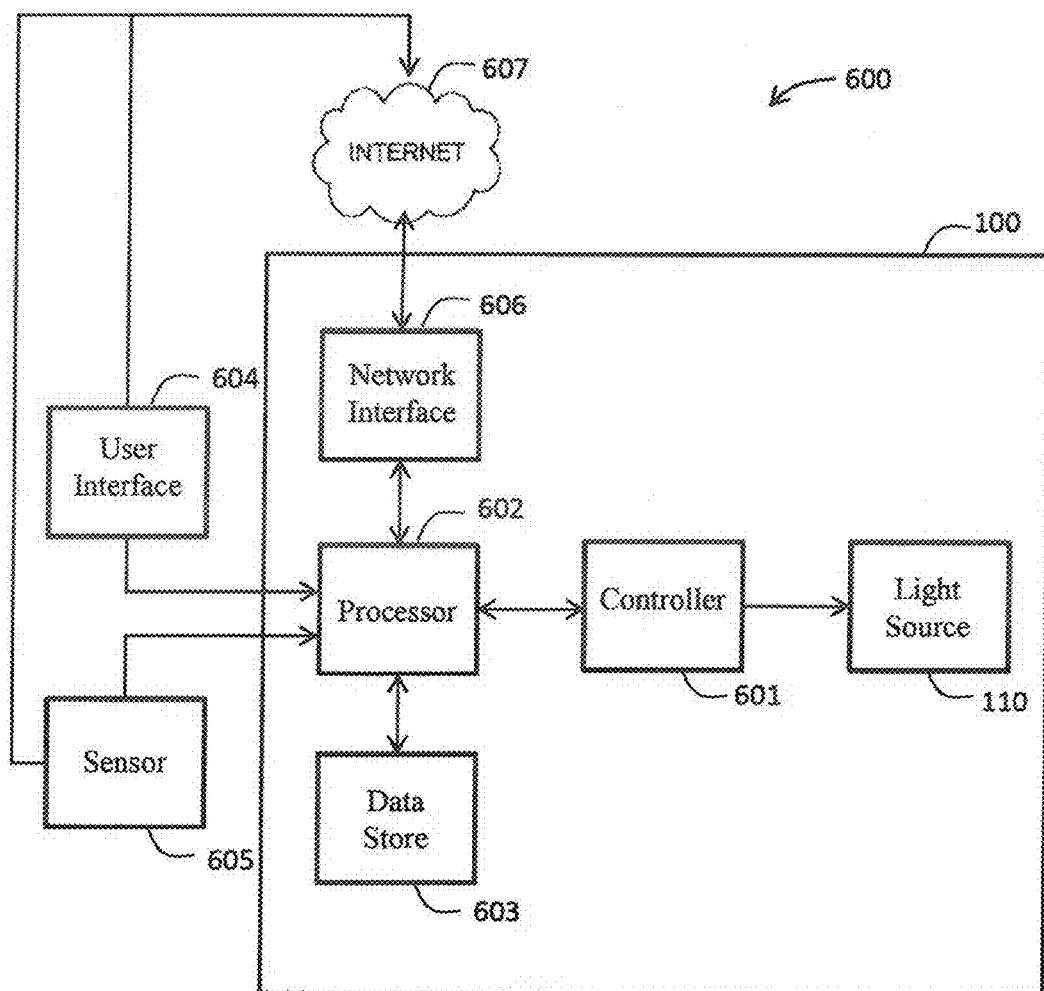 607
600
INTERNET
100
606
Network
Interface
604
User
Interface
602
Processor
Controller
Light
Source
601
110
Sensor
605
Data
Store
603